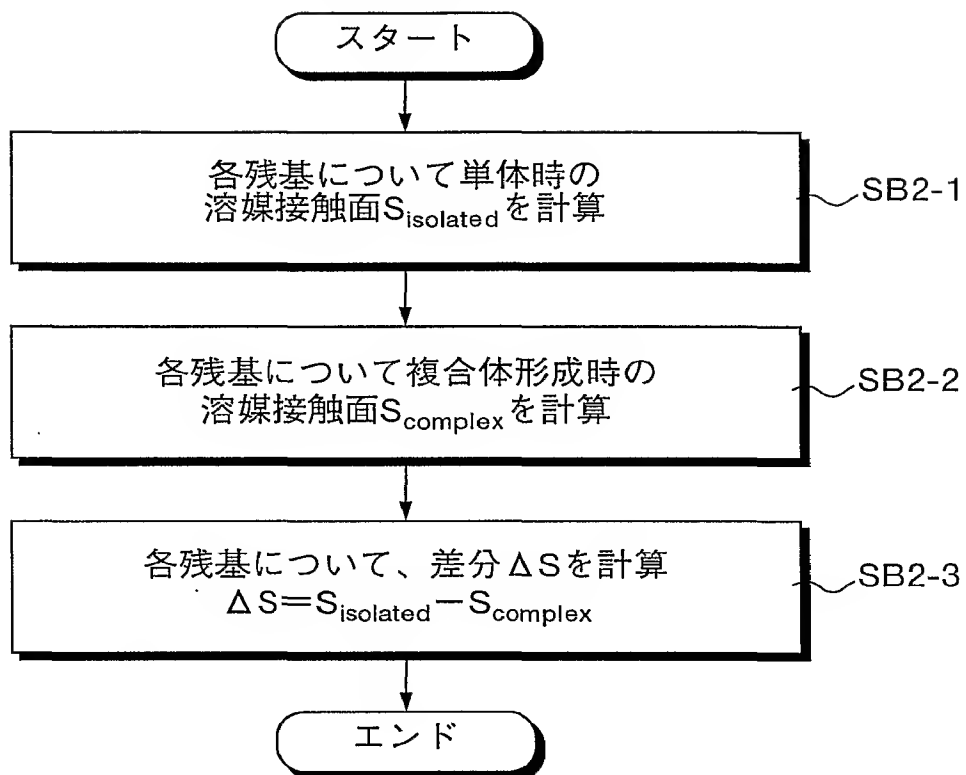 スタート
各残基について単体時の
溶媒接触面Sisolatedを計算
SB2-1
各残基について複合体形成時の
溶媒接触面Scomplexを計算
SB2-2
各残基について、差分ΔSを計算
ΔS=Sisolated−Scomplex
SB2-3
エンド